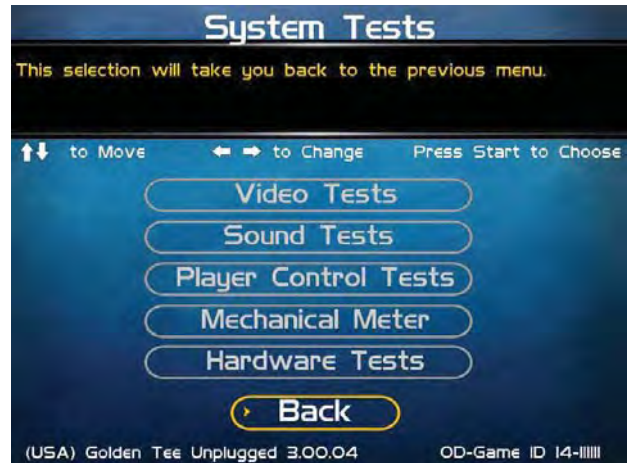 System Tests
This selection will take you back to the previous menu.
to Move to Change Press Start to Choose
Video Tests
Sound Tests
Player Control Tests
Mechanical Meter
Hardware Tests
Back
(USA) Golden Tee Unplugged 3.00.04 OD-Game ID 14-111111